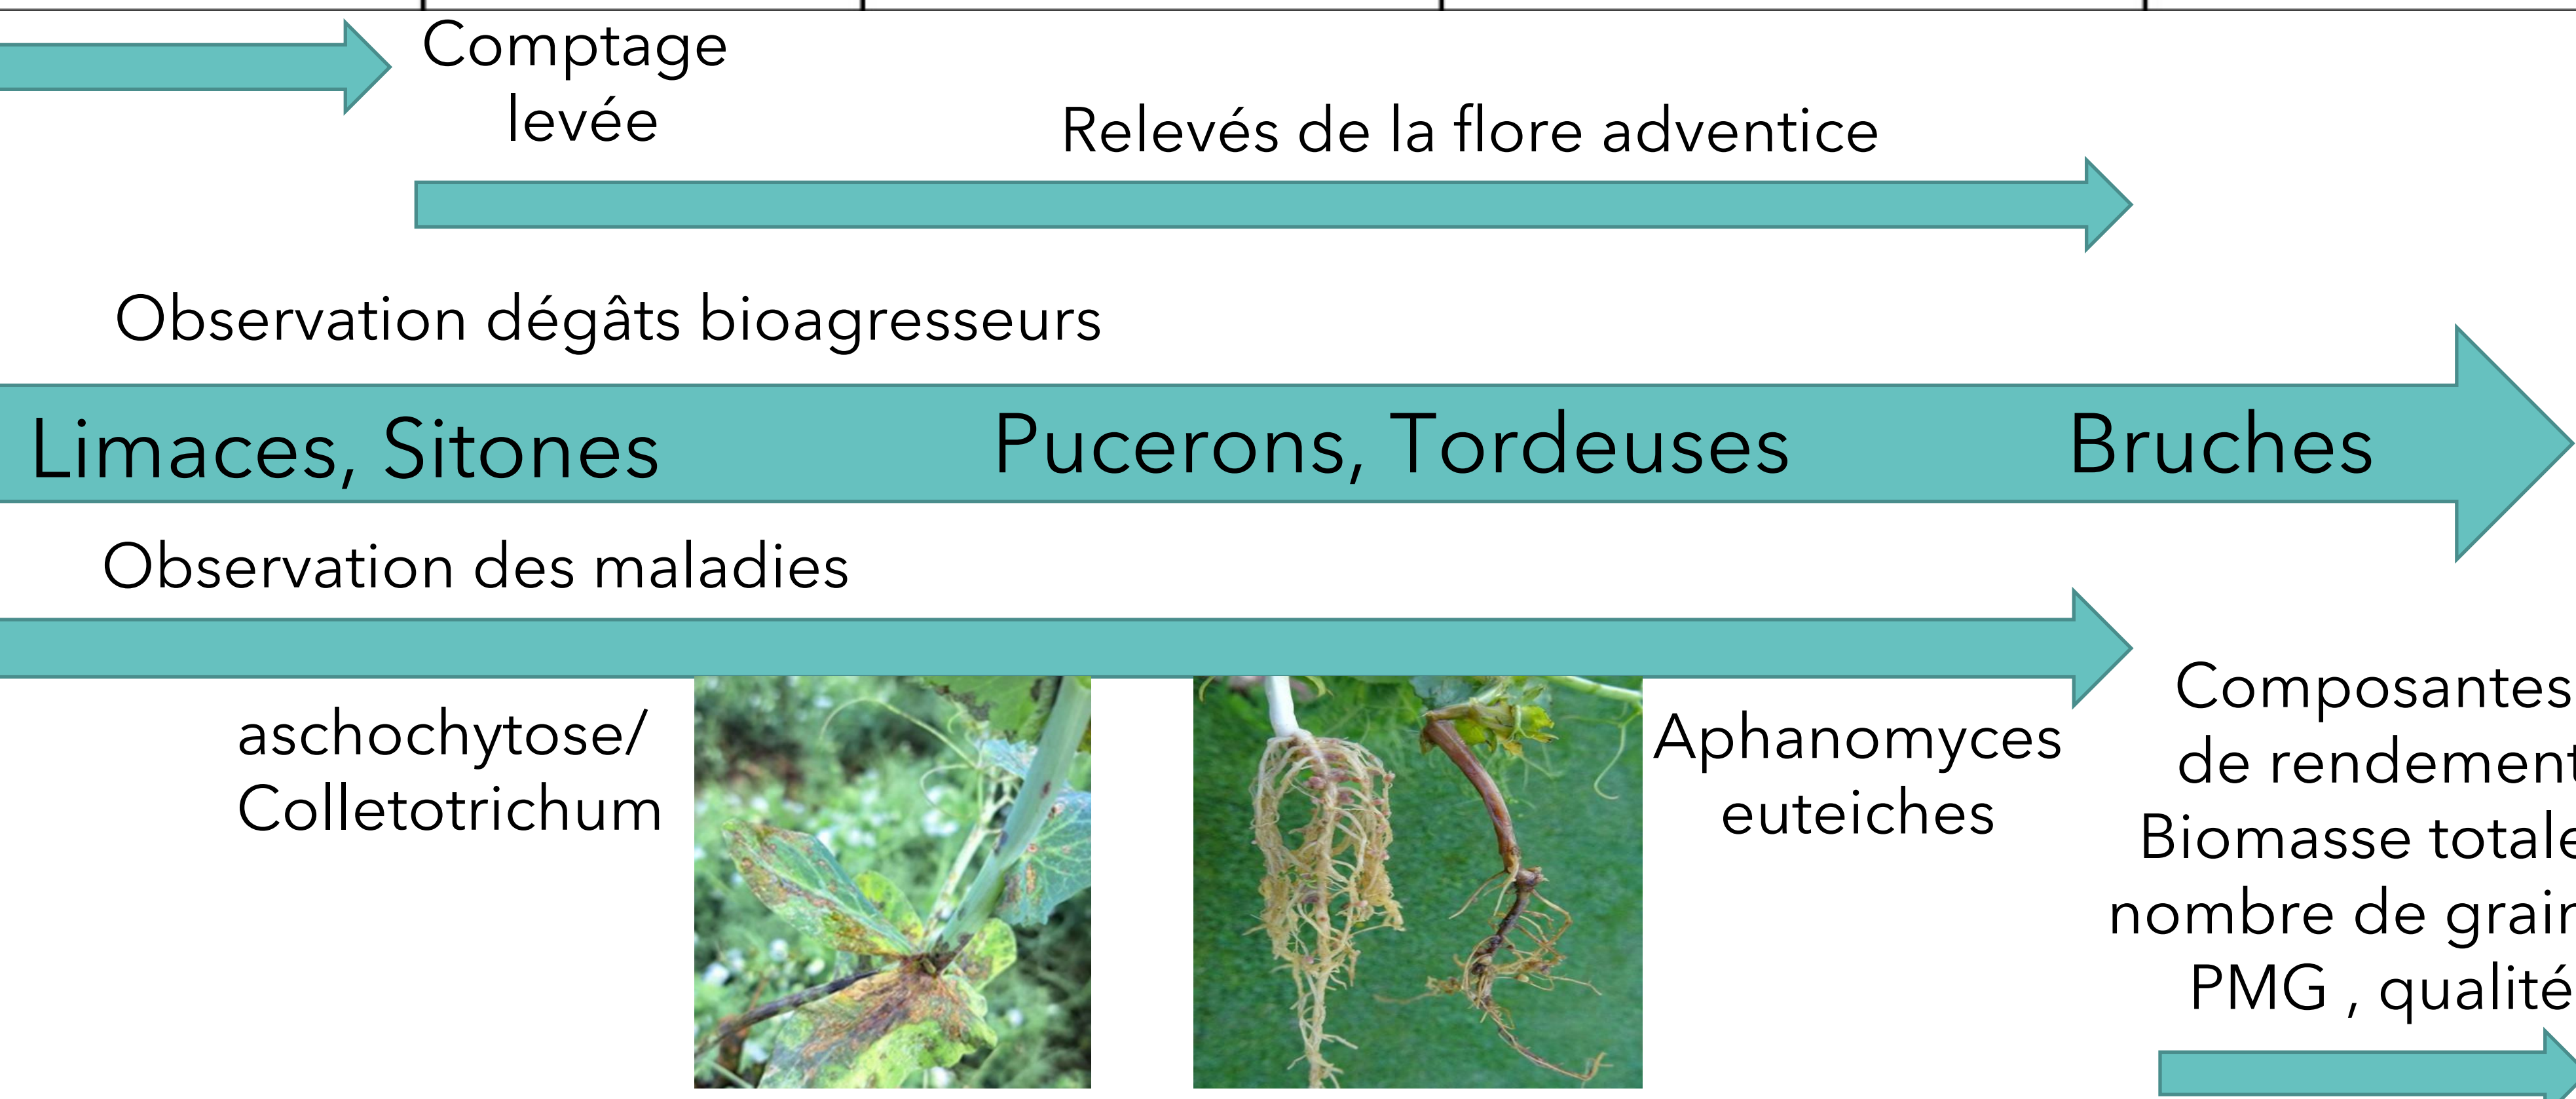 Comptage
levée
Relevés de la flore adventice
Observation dégâts bioagresseurs
Limaces, Sitones
Pucerons, Tordeuses
Bruches
Observation des maladies
aschochytose/
Colletotrichum
Aphanomyces
euteiches
Composantes
de rendement
Biomasse totale
nombre de grain
PMG , qualité